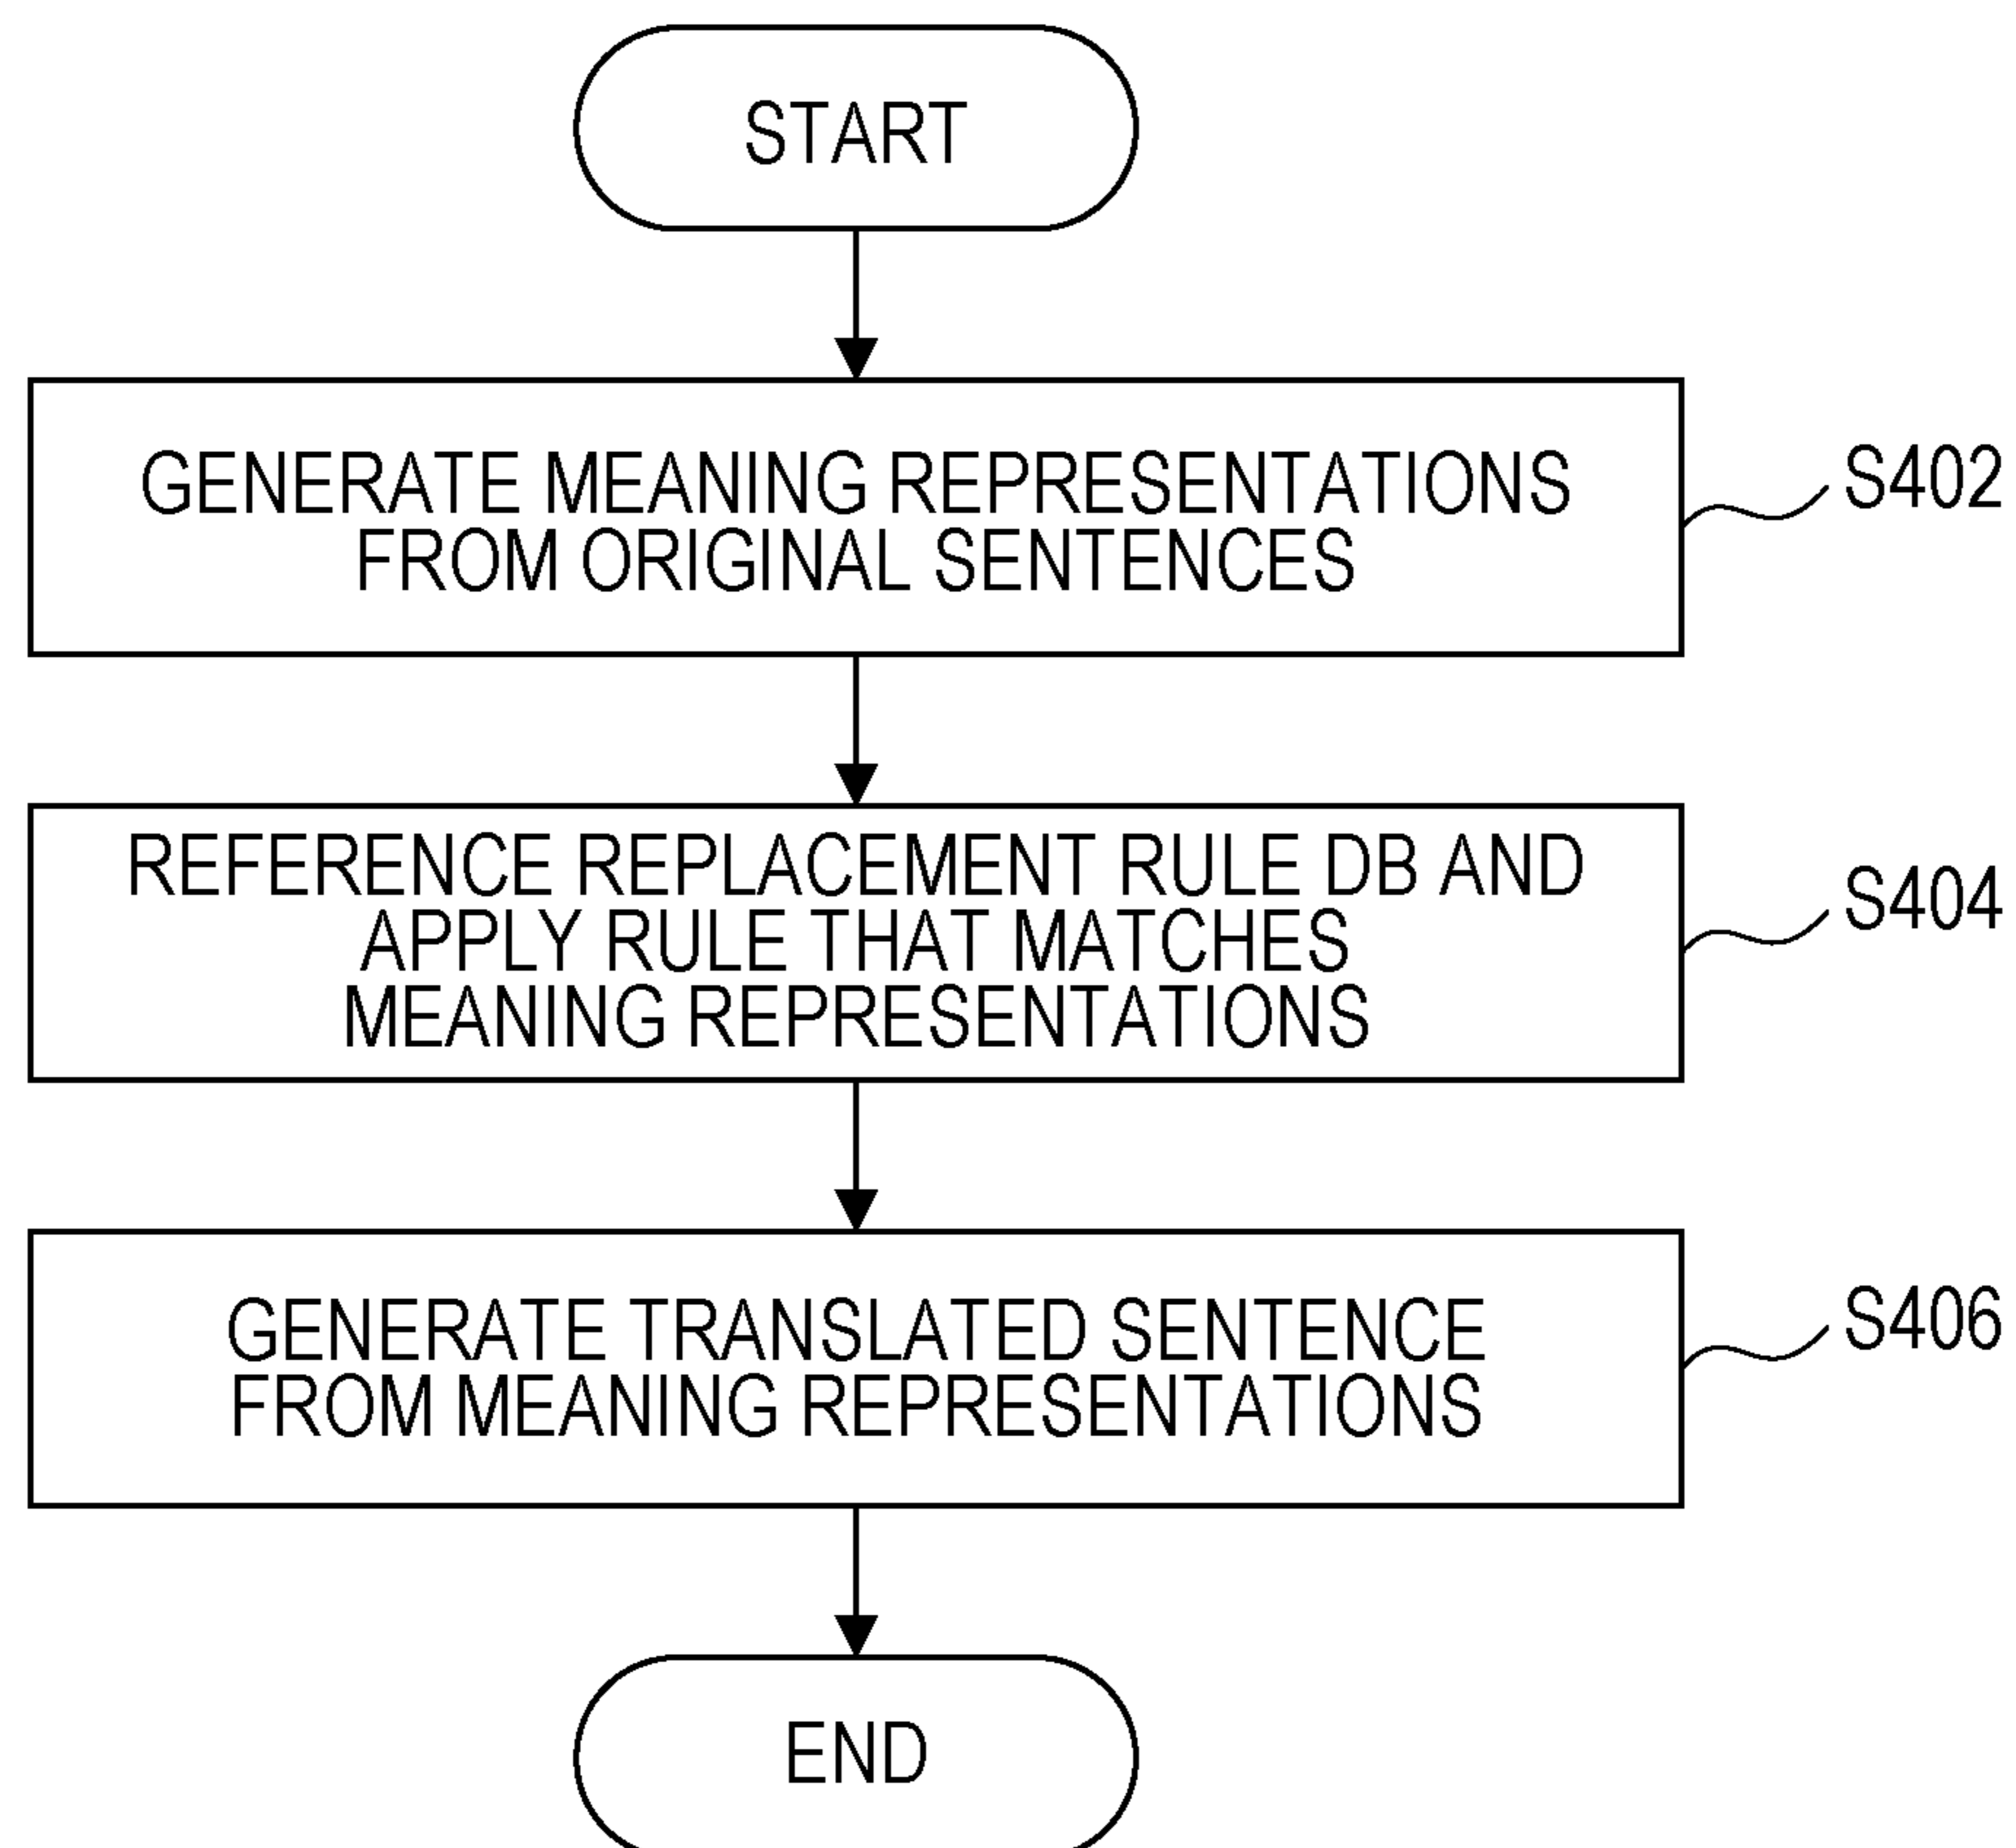 START
GENERATE MEANING REPRESENTATIONS
FROM ORIGINAL SENTENCES
S402
REFERENCE REPLACEMENT RULE DB AND
APPLY RULE THAT MATCHES
MEANING REPRESENTATIONS
S404
GENERATE TRANSLATED SENTENCE
FROM MEANING REPRESENTATIONS
S406
END